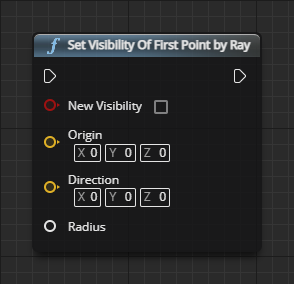 f Set Visibility Of First Point by Ray
New Visibility
Origin
X 0 Y 0 Z 0
Direction
X 0 Y 0 Z 0
Radius